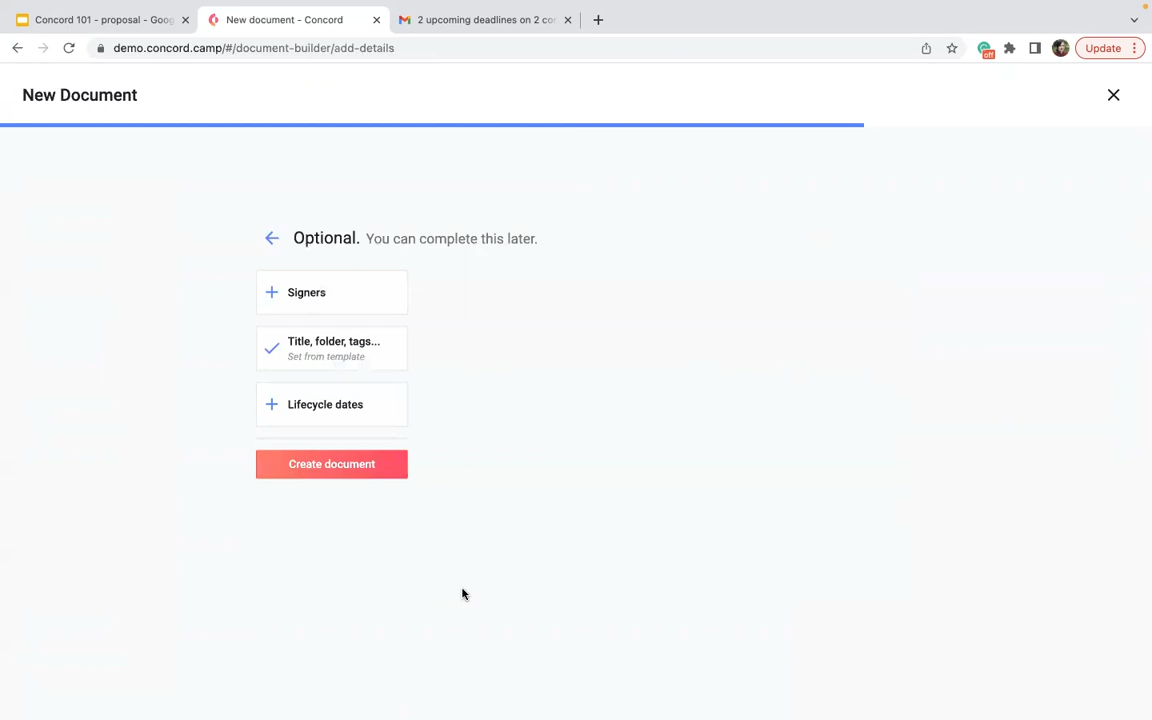 Concord 101 - proposal - Goog
New document - Concord
2 upcoming deadlines on 2 co
demo.concord.camp/#/document-builder/add-details
off
Update
New Document
Optional. You can complete this later.
Signers
Title, folder, tags...
Set from template
Lifecycle dates
Create document